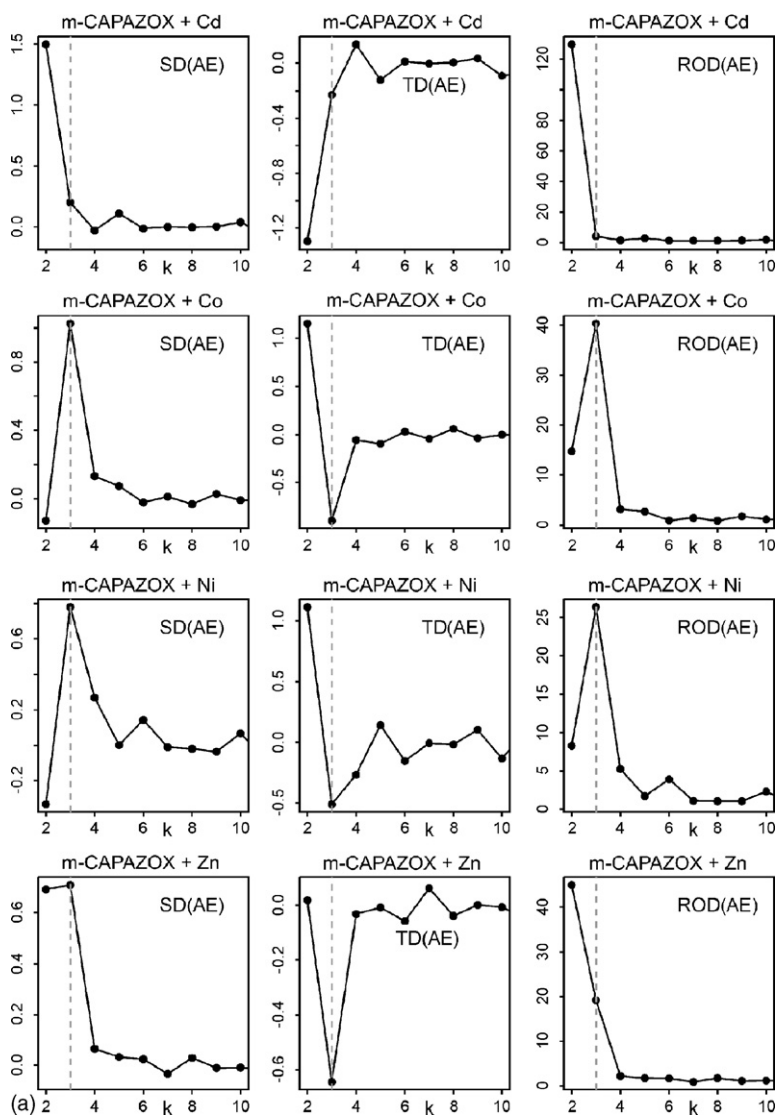 m-CAPAZOX + Cd
SD(AE)
1.5
1.0
0.5
0.0
2 4 6 k 8 10
m-CAPAZOX + Cd
TD(AE)
0.0
-0.4
-0.8
-1.2
2 4 6 k 8 10
m-CAPAZOX + Cd
ROD(AE)
120
100
80
60
40
20
0
2 4 6 k 8 10
m-CAPAZOX + Co
SD(AE)
0.8
0.4
0.0
2 4 6 k 8 10
m-CAPAZOX + Co
TD(AE)
1.0
0.5
0.0
-0.5
2 4 6 k 8 10
m-CAPAZOX + Co
ROD(AE)
40
30
20
10
0
2 4 6 k 8 10
m-CAPAZOX + Ni
SD(AE)
0.6
0.2
-0.2
2 4 6 k 8 10
m-CAPAZOX + Ni
TD(AE)
1.0
0.5
0.0
-0.5
2 4 6 k 8 10
m-CAPAZOX + Ni
ROD(AE)
25
20
15
10
5
0
2 4 6 k 8 10
m-CAPAZOX + Zn
SD(AE)
0.6
0.4
0.2
0.0
2 4 6 k 8 10
m-CAPAZOX + Zn
TD(AE)
0.0
-0.2
-0.4
-0.6
2 4 6 k 8 10
m-CAPAZOX + Zn
ROD(AE)
40
30
20
10
0
2 4 6 k 8 10
(a)